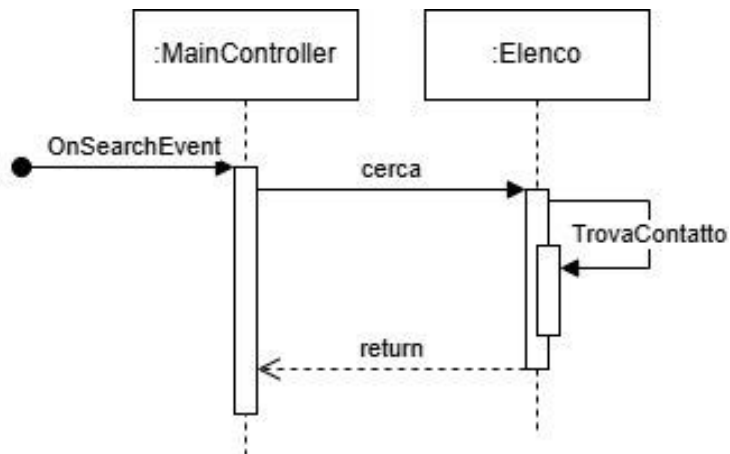 :MainController
:Elenco
OnSearchEvent
cerca
TrovaContatto
return